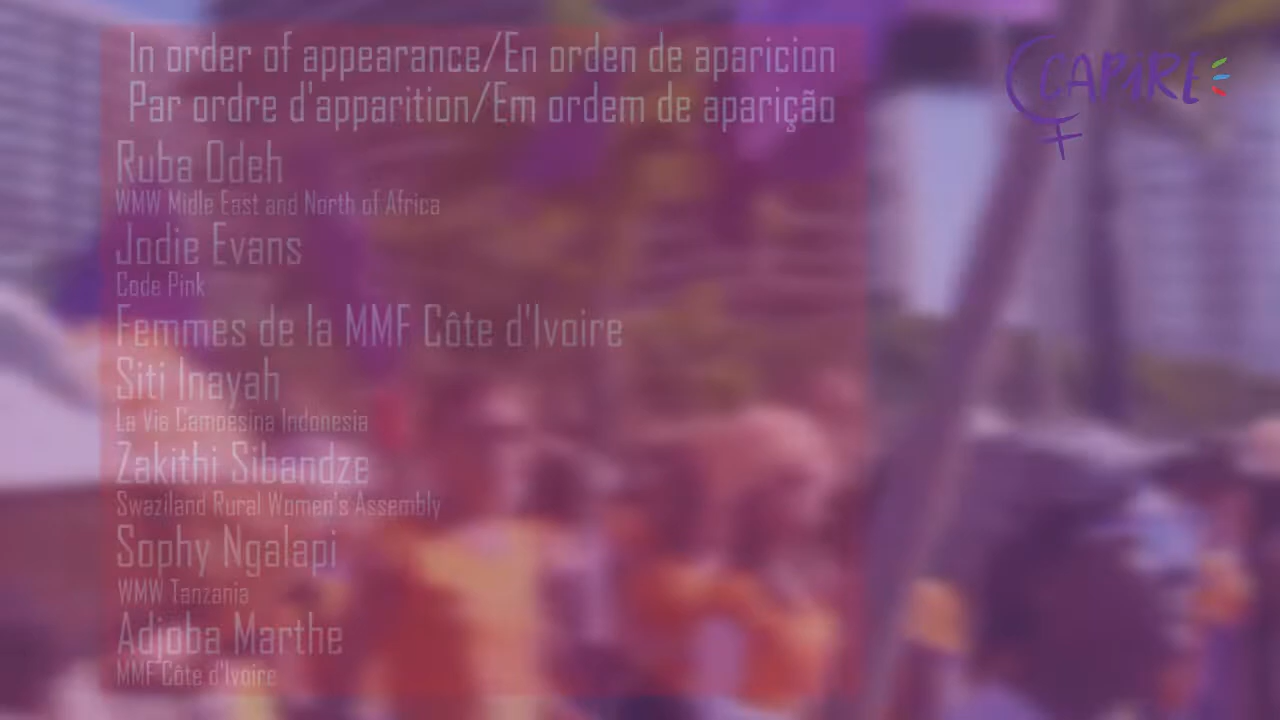 In order of appearance/En orden de aparicion
Par ordre d'apparition/Em ordem de aparição
CAPIRE
Ruba Odeh
WMW Midle East and North of Africa
Jodie Evans
Code Pink
Femmes de la MMF Côte d'Ivoire
Siti Inayah
La Via Campesina Indonesia
Zakithi Sibandze
Swaziland Rural Women's Assembly
Sophy Ngalapi
WMW Tanzania
Adjoba Marthe
MMF Côte d'Ivoire